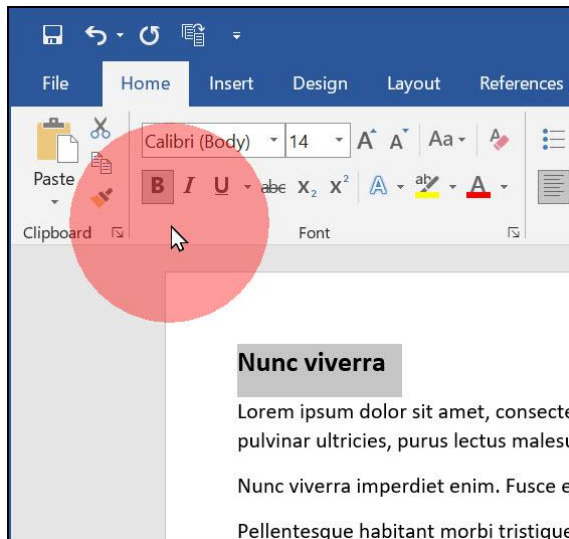 File Home Insert Design Layout References
Calibri (Body) 14 A A Aa
Paste B I U abc X2 X2 A ab A
Clipboard Font
Nunc viverra
Lorem ipsum dolor sit amet, consecte
pulvinar ultricies, purus lectus malesu
Nunc viverra imperdiet enim. Fusce e
Pellentesque habitant morbi tristique